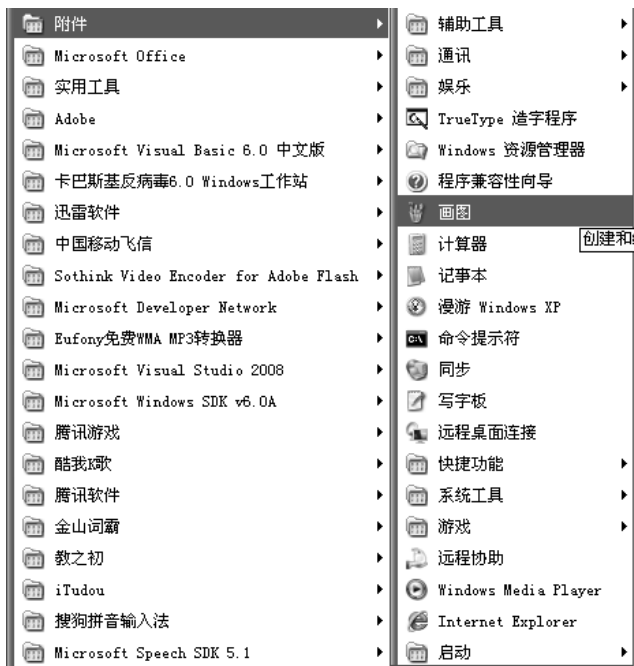 附件
Microsoft Office
实用工具
Adobe
Microsoft Visual Basic 6.0 中文版
卡巴斯基反病毒6.0 Windows工作站
迅雷软件
中国移动飞信
Sothink Video Encoder for Adobe Flash
Microsoft Developer Network
Eufony免费WMA MP3转换器
Microsoft Visual Studio 2008
Microsoft Windows SDK v6.0A
腾讯游戏
酷我K歌
腾讯软件
金山词霸
教之初
iTudou
搜狗拼音输入法
Microsoft Speech SDK 5.1
辅助工具
通讯
娱乐
TrueType 造字程序
Windows 资源管理器
程序兼容性向导
画图
计算器
创建和
记事本
漫游 Windows XP
命令提示符
同步
写字板
远程桌面连接
快捷功能
系统工具
游戏
远程协助
Windows Media Player
Internet Explorer
启动